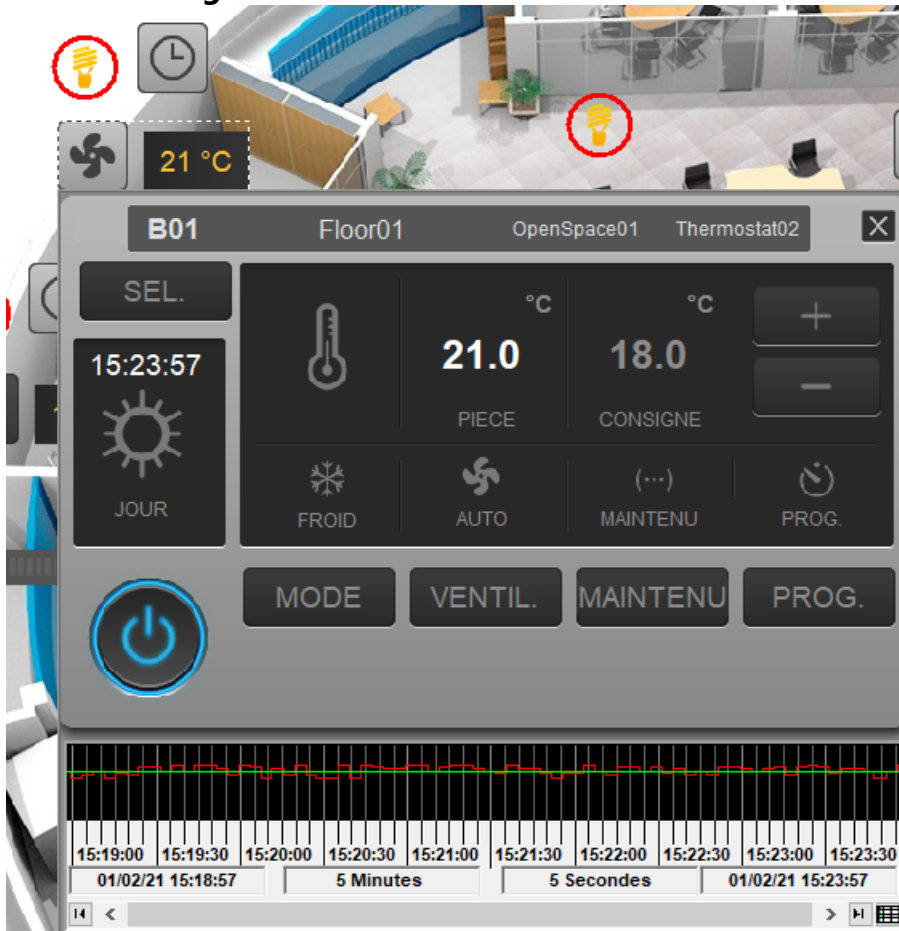 21 °C
B01 Floor01 OpenSpace01 Thermostat02
SEL.
°C °C
15:23:57
21.0 18.0
PIECE CONSIGNE
JOUR
FROID AUTO MAINTENU PROG.
MODE VENTIL. MAINTENU PROG.
15:19:00 15:19:30 15:20:00 15:20:30 15:21:00 15:21:30 15:22:00 15:22:30 15:23:00 15:23:30
01/02/21 15:18:57 5 Minutes 5 Secondes 01/02/21 15:23:57